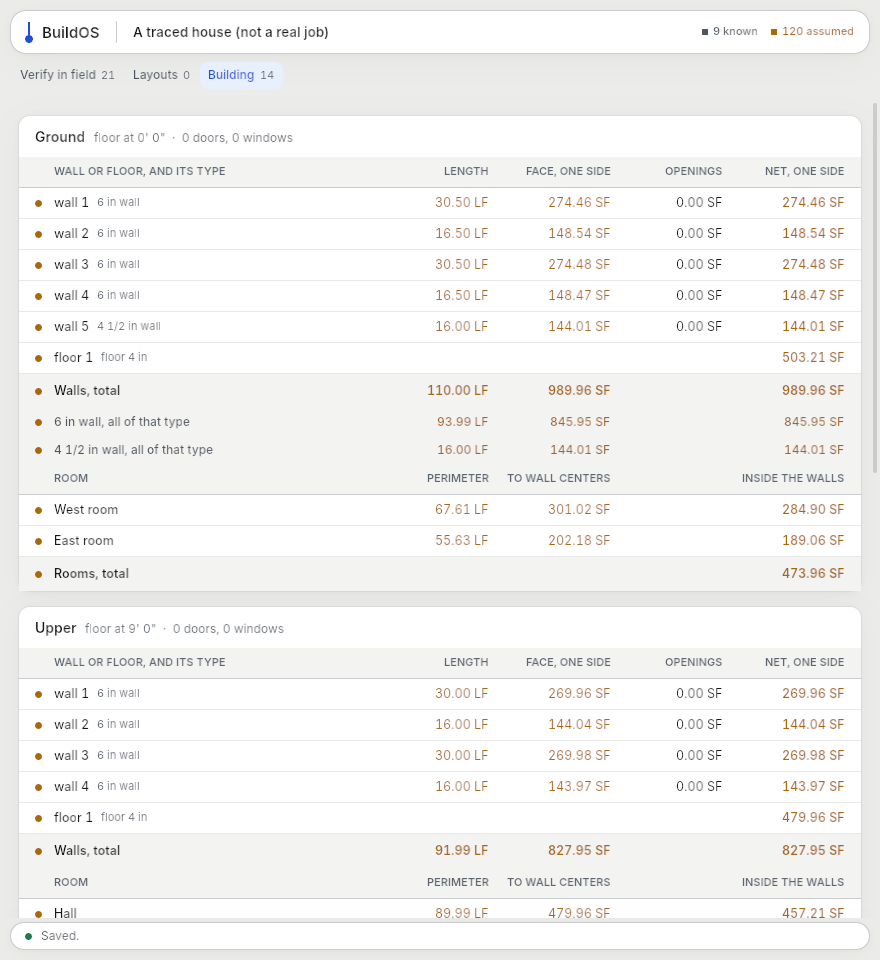 BuildOS A traced house (not a real job) 9 known 120 assumed
Verify in field 21 Layouts 0 Building 14
Ground floor at 0' 0" · 0 doors, 0 windows
WALL OR FLOOR, AND ITS TYPE LENGTH FACE, ONE SIDE OPENINGS NET, ONE SIDE
wall 1 6 in wall 30.50 LF 274.46 SF 0.00 SF 274.46 SF
wall 2 6 in wall 16.50 LF 148.54 SF 0.00 SF 148.54 SF
wall 3 6 in wall 30.50 LF 274.48 SF 0.00 SF 274.48 SF
wall 4 6 in wall 16.50 LF 148.47 SF 0.00 SF 148.47 SF
wall 5 4 1/2 in wall 16.00 LF 144.01 SF 0.00 SF 144.01 SF
floor 1 floor 4 in 503.21 SF
Walls, total 110.00 LF 989.96 SF 989.96 SF
6 in wall, all of that type 93.99 LF 845.95 SF 845.95 SF
4 1/2 in wall, all of that type 16.00 LF 144.01 SF 144.01 SF
ROOM PERIMETER TO WALL CENTERS INSIDE THE WALLS
West room 67.61 LF 301.02 SF 284.90 SF
East room 55.63 LF 202.18 SF 189.06 SF
Rooms, total 473.96 SF
Upper floor at 9' 0" · 0 doors, 0 windows
WALL OR FLOOR, AND ITS TYPE LENGTH FACE, ONE SIDE OPENINGS NET, ONE SIDE
wall 1 6 in wall 30.00 LF 269.96 SF 0.00 SF 269.96 SF
wall 2 6 in wall 16.00 LF 144.04 SF 0.00 SF 144.04 SF
wall 3 6 in wall 30.00 LF 269.98 SF 0.00 SF 269.98 SF
wall 4 6 in wall 16.00 LF 143.97 SF 0.00 SF 143.97 SF
floor 1 floor 4 in 479.96 SF
Walls, total 91.99 LF 827.95 SF 827.95 SF
ROOM PERIMETER TO WALL CENTERS INSIDE THE WALLS
Hall 89.99 LF 479.96 SF 457.21 SF
Saved.